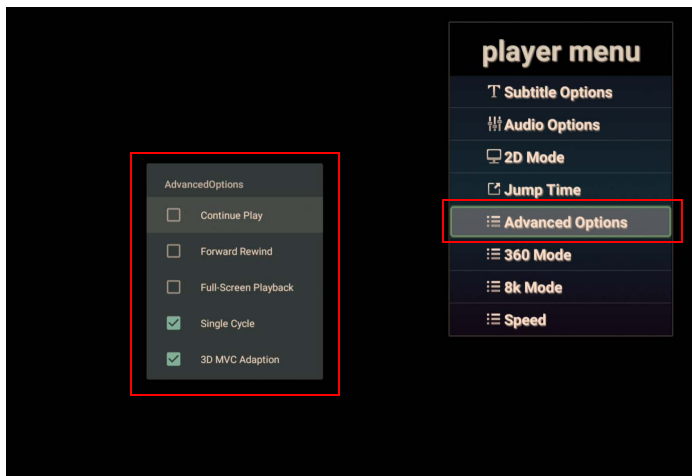 player menu
Subtitle Options
Audio Options
2D Mode
Jump Time
Advanced Options
360 Mode
8k Mode
Speed
AdvancedOptions
Continue Play
Forward Rewind
Full-Screen Playback
Single Cycle
3D MVC Adaption